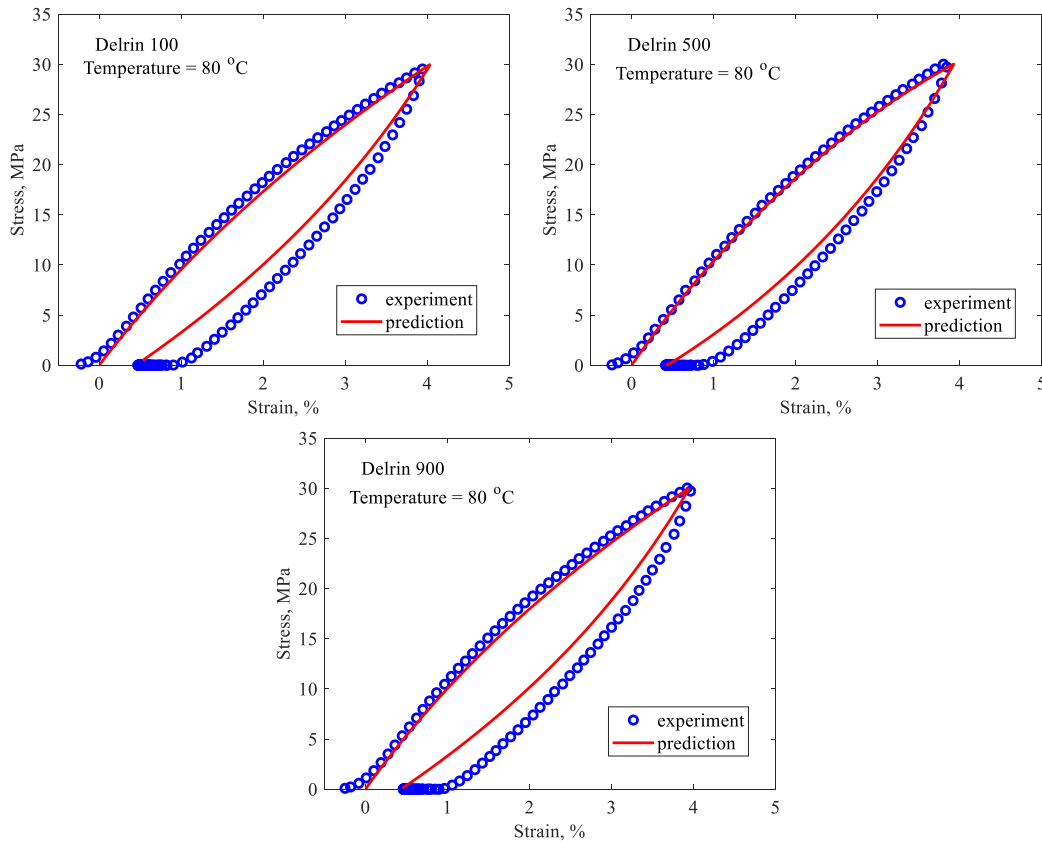 35
30
25
20
15
10
5
0
Stress, MPa
Delrin 100
Temperature = 80 °C
experiment
prediction
0 1 2 3 4 5
Strain, %
35
30
25
20
15
10
5
0
Stress, MPa
Delrin 500
Temperature = 80 °C
experiment
prediction
0 1 2 3 4 5
Strain, %
35
30
25
20
15
10
5
0
Stress, MPa
Delrin 900
Temperature = 80 °C
experiment
prediction
0 1 2 3 4 5
Strain, %